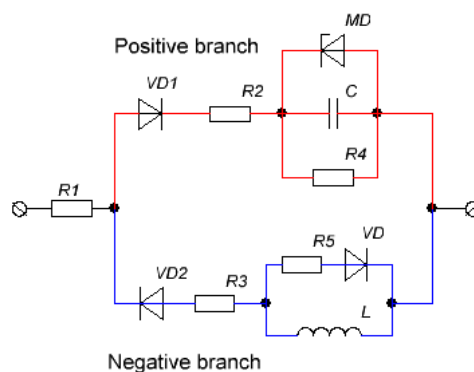 MD
Positive branch
VD1
R2
C
R4
R1
R5
VD
VD2
R3
L
Negative branch